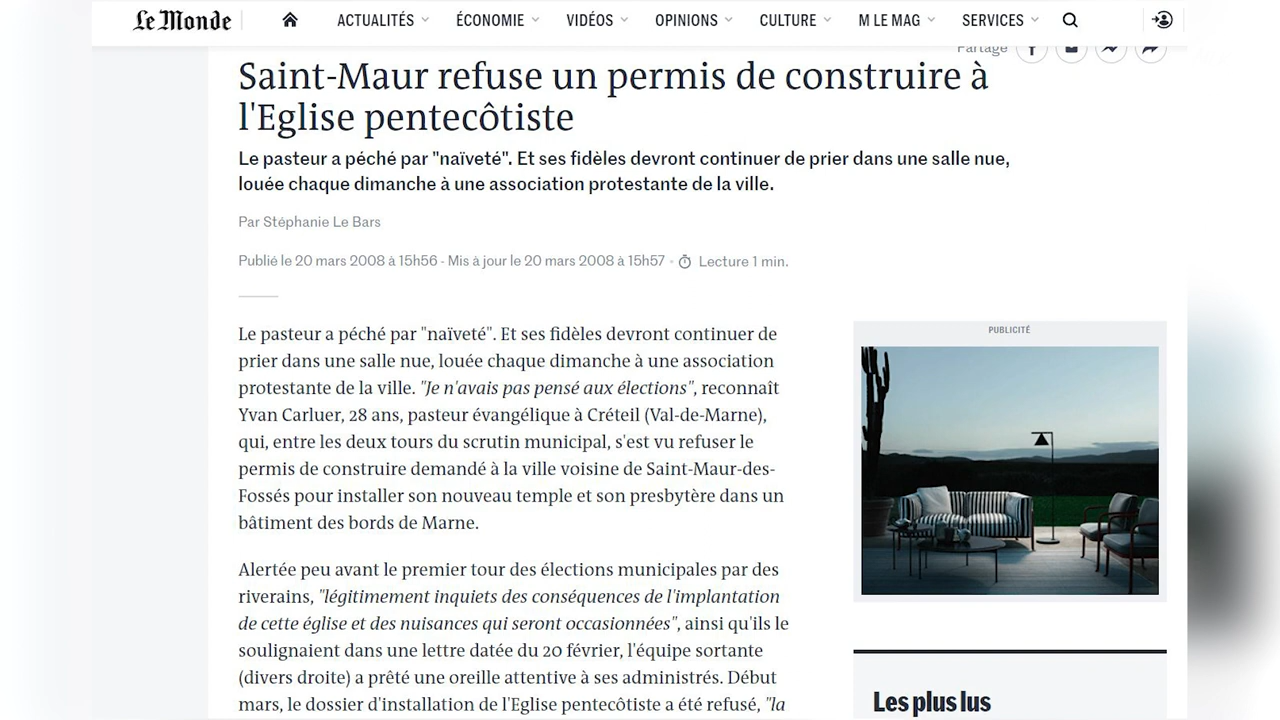 Le Monde
ACTUALITÉS ÉCONOMIE VIDÉOS OPINIONS CULTURE M LE MAG SERVICES
Partage
Saint-Maur refuse un permis de construire à
l'Eglise pentecôtiste
Le pasteur a péché par "naïveté". Et ses fidèles devront continuer de prier dans une salle nue,
louée chaque dimanche à une association protestante de la ville.
Par Stéphanie Le Bars
Publié le 20 mars 2008 à 15h56 - Mis à jour le 20 mars 2008 à 15h57 • Lecture 1 min.
Le pasteur a péché par "naïveté". Et ses fidèles devront continuer de
prier dans une salle nue, louée chaque dimanche à une association
protestante de la ville. "Je n'avais pas pensé aux élections", reconnaît
Yvan Carluer, 28 ans, pasteur évangélique à Créteil (Val-de-Marne),
qui, entre les deux tours du scrutin municipal, s'est vu refuser le
permis de construire demandé à la ville voisine de Saint-Maur-des-
Fossés pour installer son nouveau temple et son presbytère dans un
bâtiment des bords de Marne.
Alertée peu avant le premier tour des élections municipales par des
riverains, "légitimement inquiets des conséquences de l'implantation
de cette église et des nuisances qui seront occasionnées", ainsi qu'ils le
soulignaient dans une lettre datée du 20 février, l'équipe sortante
(divers droite) a prêté une oreille attentive à ses administrés. Début
mars, le dossier d'installation de l'Eglise pentecôtiste a été refusé, "la
PUBLICITÉ
Les plus lus